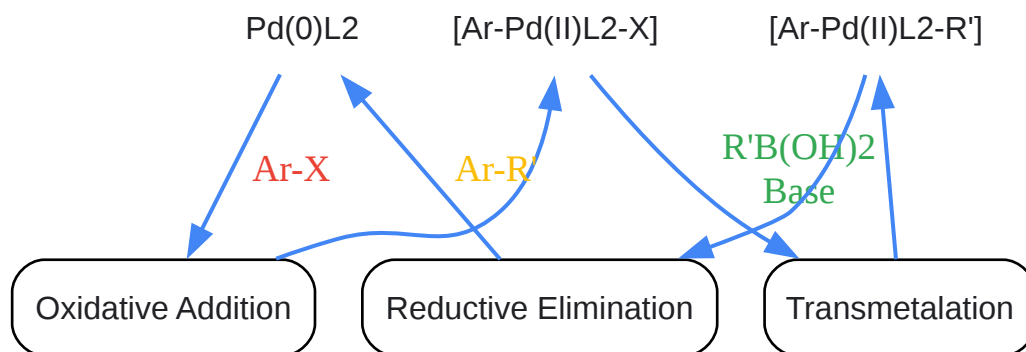 Pd(0)L2
[Ar-Pd(II)L2-X]
[Ar-Pd(II)L2-R']
R'B(OH)2
Base
Ar-X
Ar-R'
Oxidative Addition
Reductive Elimination
Transmetalation